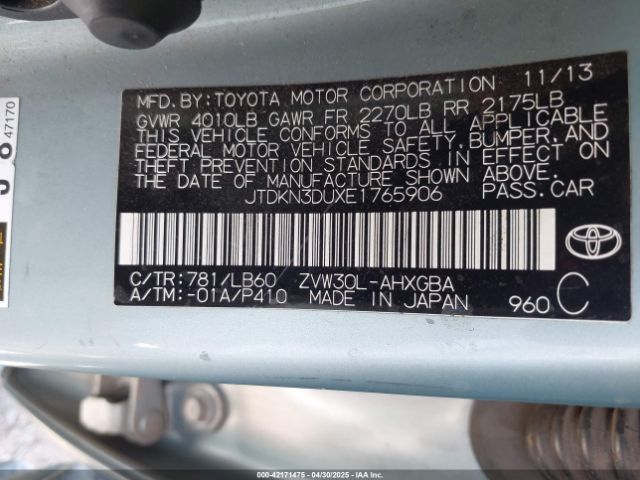 MFD. BY: TOYOTA MOTOR CORPORATION 11/13
GVWR 4010LB GAWR FR 2270LB RR 2175LB
THIS VEHICLE CONFORMS TO ALL APPLICABLE
FEDERAL MOTOR VEHICLE SAFETY, BUMPER, AND
THEFT PREVENTION STANDARDS IN EFFECT ON
THE DATE OF MANUFACTURE SHOWN ABOVE.
JTDKN3DUXE1765906 PASS.CAR
C/TR: 781/LB60 ZVW30L-AHXGBA
A/TM: -01A/P410 MADE IN JAPAN 960 C
47170
000-42171475 - 04/30/2025 - IAAI.COM